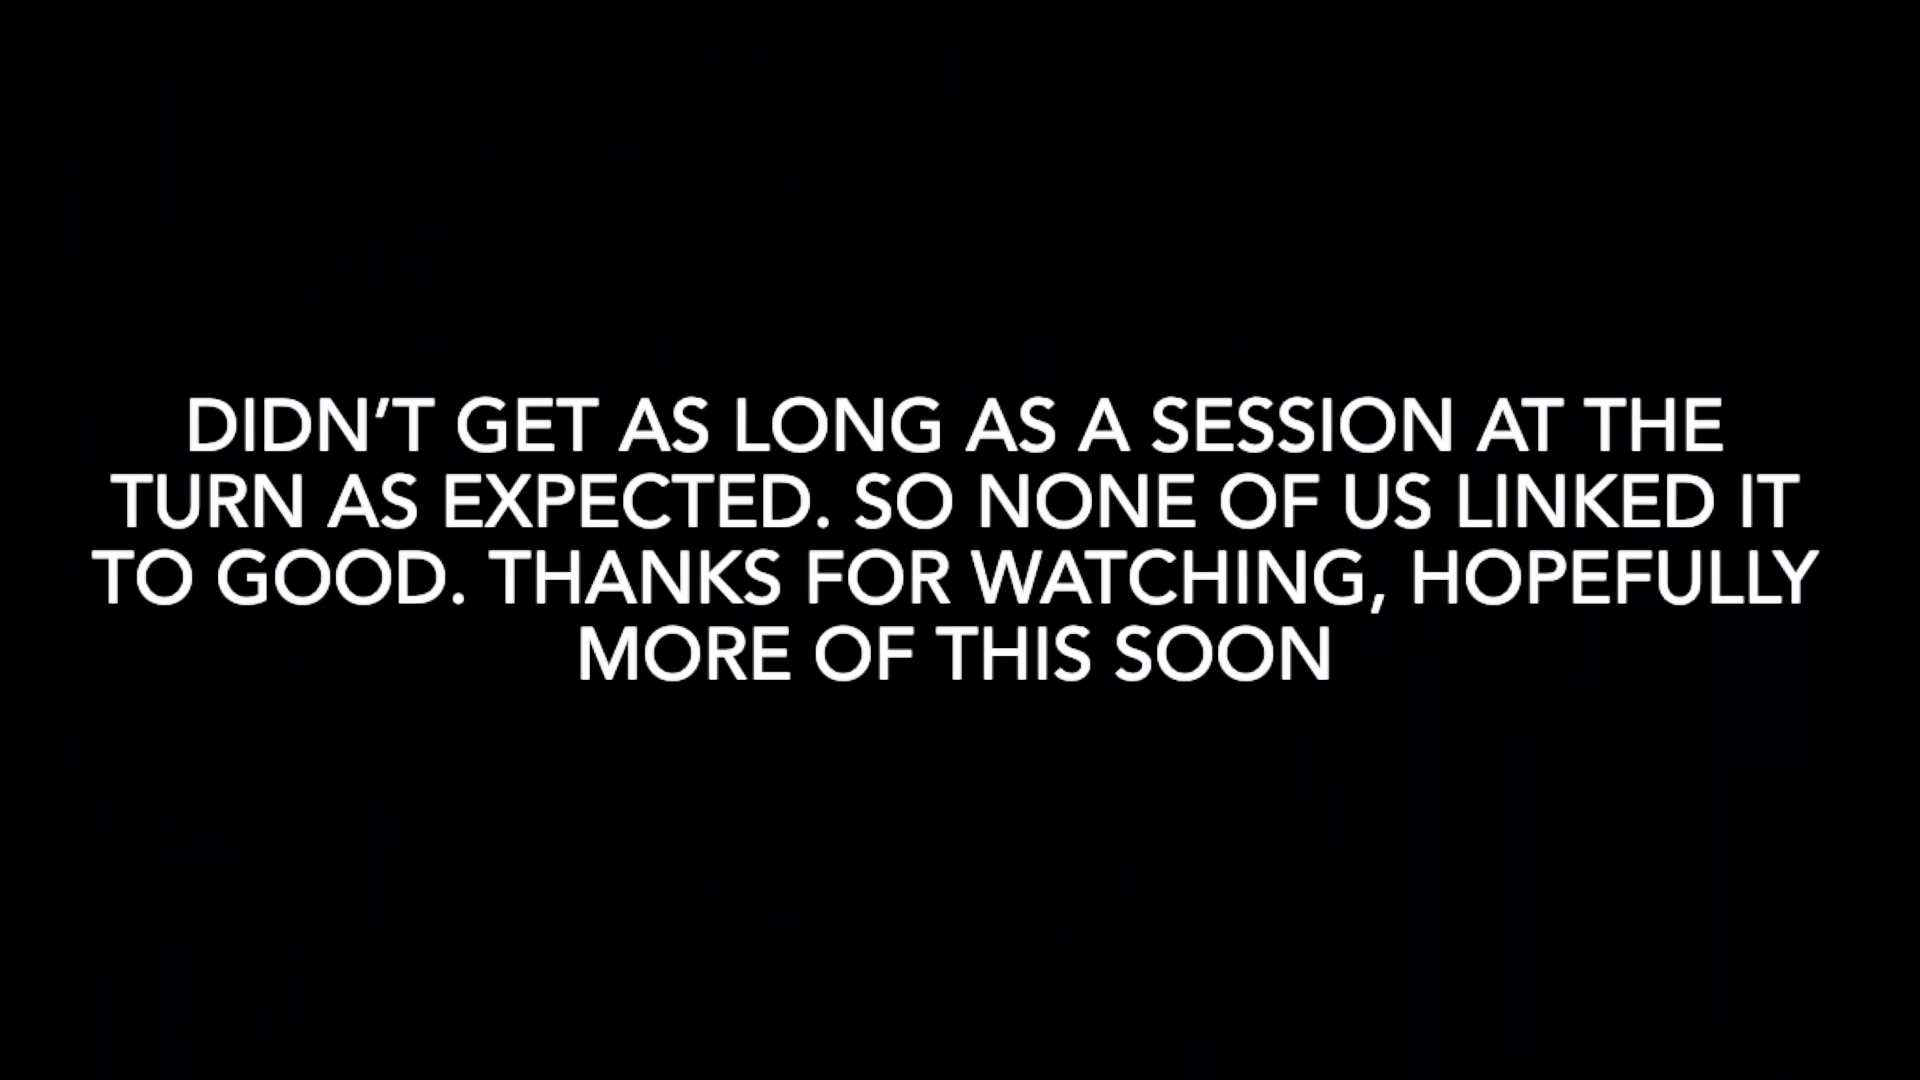 DIDN’T GET AS LONG AS A SESSION AT THE
TURN AS EXPECTED. SO NONE OF US LINKED IT
TO GOOD. THANKS FOR WATCHING, HOPEFULLY
MORE OF THIS SOON